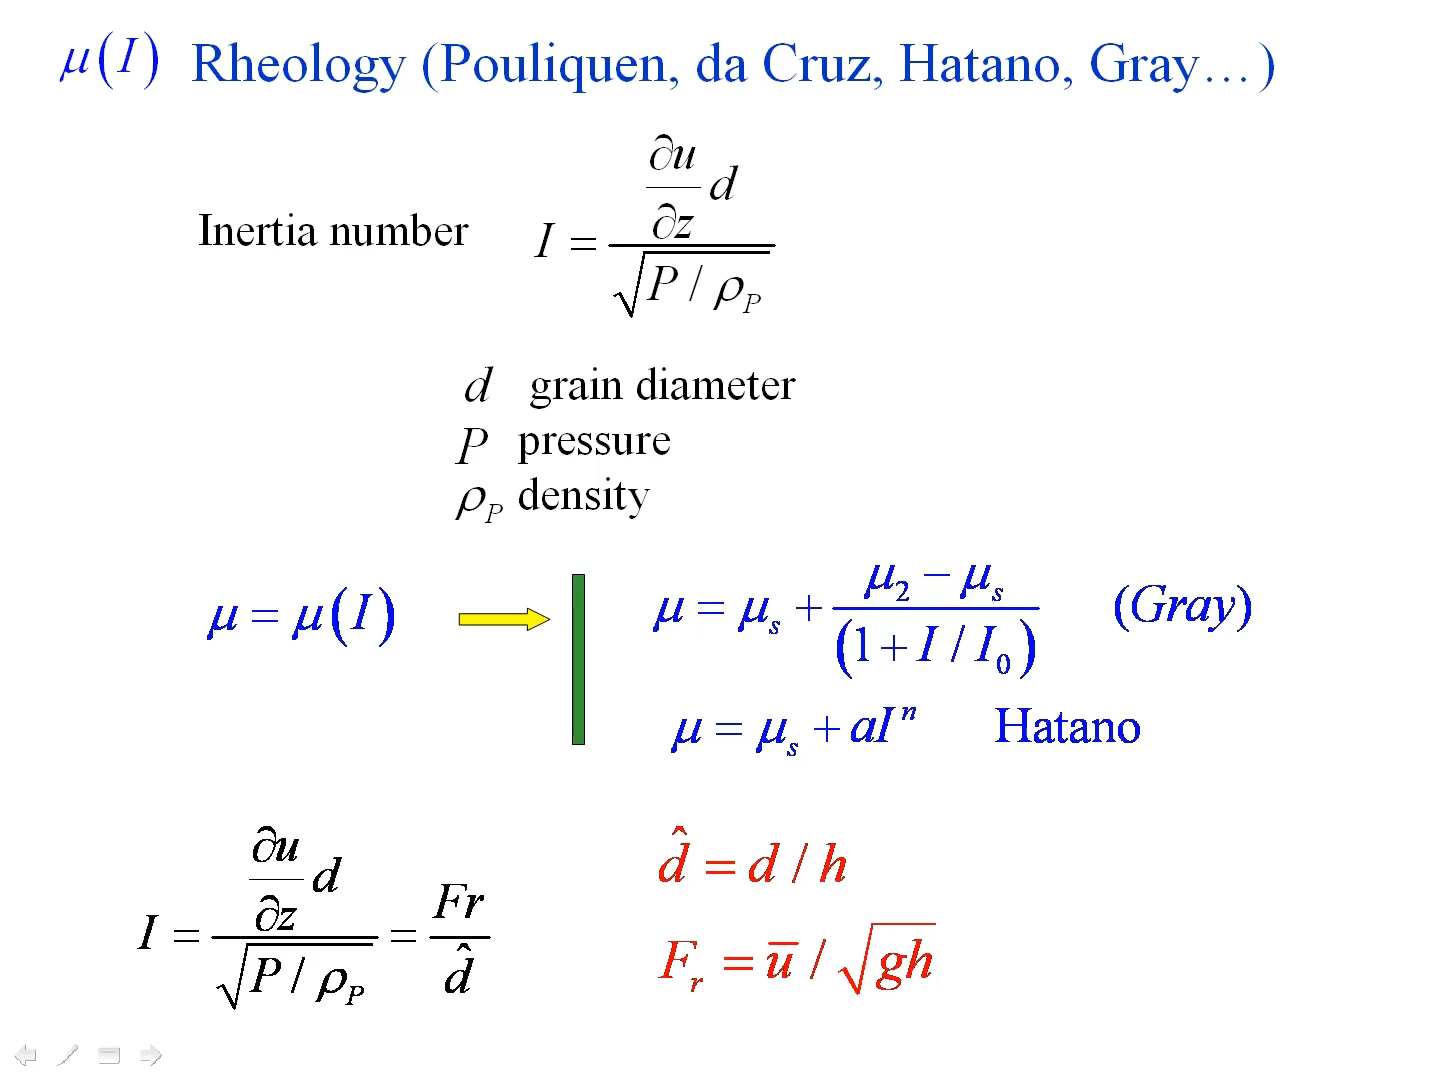 μ(I) Rheology (Pouliquen, da Cruz, Hatano, Gray…)
Inertia number I = (∂u/∂z d) / √(P / ρ_P)
d grain diameter
P pressure
ρ_P density
μ = μ(I)
μ = μ_s + (μ_2 − μ_s) / (1 + I / I_0) (Gray)
μ = μ_s + aI^n Hatano
I = (∂u/∂z d) / √(P / ρ_P) = Fr / d̂
d̂ = d / h
F_r = u̅ / √gh